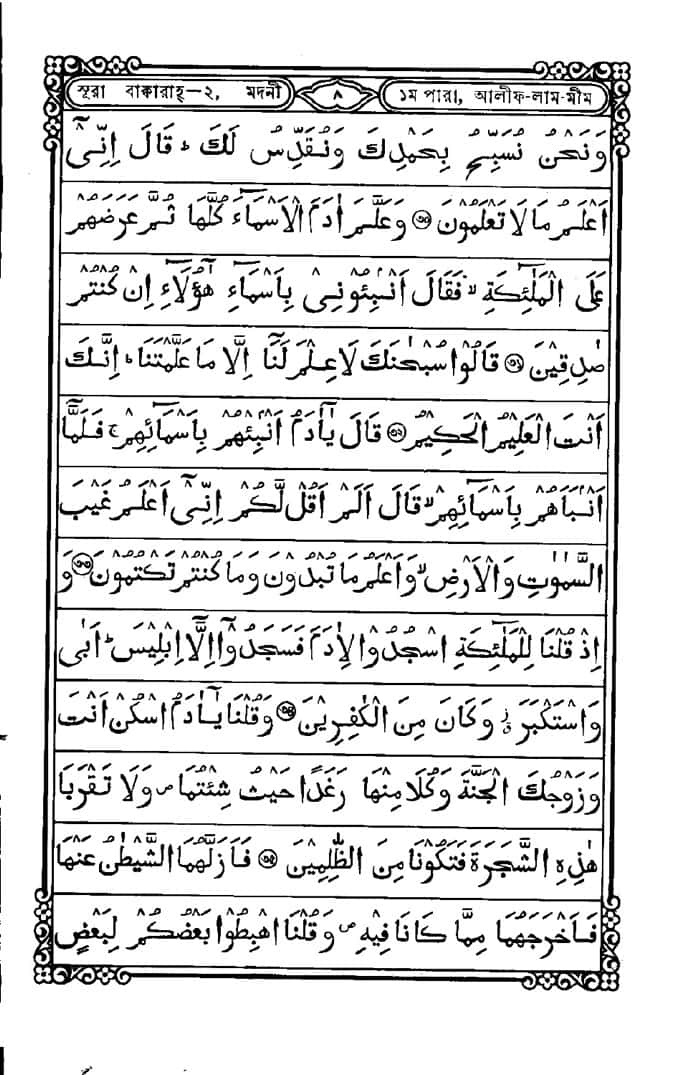 সূরা বাক্বারাহ্—২, মদনী
৮
১ম পারা, আলীফ-লাম-মীম
وَنَحْنُ نُسَبِّحُ بِحَمْدِكَ وَنُقَدِّسُ لَكَ ؕ قَالَ اِنِّیْۤ
اَعْلَمُ مَا لَا تَعْلَمُوْنَ ﴿۳۰﴾ وَعَلَّمَ اٰدَمَ الْاَسْمَآءَ كُلَّهَا ثُمَّ عَرَضَهُمْ
عَلَى الْمَلٰٓئِكَةِ ۙ فَقَالَ اَنْۢبِئُوْنِیْ بِاَسْمَآءِ هٰۤؤُلَآءِ اِنْ كُنْتُمْ
صٰدِقِیْنَ ﴿۳۱﴾ قَالُوْا سُبْحٰنَكَ لَا عِلْمَ لَنَاۤ اِلَّا مَا عَلَّمْتَنَا ؕ اِنَّكَ
اَنْتَ الْعَلِیْمُ الْحَكِیْمُ ﴿۳۲﴾ قَالَ یٰۤاٰدَمُ اَنْۢبِئْهُمْ بِاَسْمَآئِهِمْ ۚ فَلَمَّاۤ
اَنْۢبَاَهُمْ بِاَسْمَآئِهِمْ ۙ قَالَ اَلَمْ اَقُلْ لَّكُمْ اِنِّیْۤ اَعْلَمُ غَیْبَ
السَّمٰوٰتِ وَالْاَرْضِ ۙ وَاَعْلَمُ مَا تُبْدُوْنَ وَمَا كُنْتُمْ تَكْتُمُوْنَ ﴿۳۳﴾ وَ
اِذْ قُلْنَا لِلْمَلٰٓئِكَةِ اسْجُدُوْا لِاٰدَمَ فَسَجَدُوْۤا اِلَّاۤ اِبْلِیْسَ ؕ اَبٰی
وَاسْتَكْبَرَ ٭۫ وَكَانَ مِنَ الْكٰفِرِیْنَ ﴿۳۴﴾ وَقُلْنَا یٰۤاٰدَمُ اسْكُنْ اَنْتَ
وَزَوْجُكَ الْجَنَّةَ وَكُلَا مِنْهَا رَغَدًا حَیْثُ شِئْتُمَا ۪ وَلَا تَقْرَبَا
هٰذِهِ الشَّجَرَةَ فَتَكُوْنَا مِنَ الظّٰلِمِیْنَ ﴿۳۵﴾ فَاَزَلَّهُمَا الشَّیْطٰنُ عَنْهَا
فَاَخْرَجَهُمَا مِمَّا كَانَا فِیْهِ ۪ وَقُلْنَا اهْبِطُوْا بَعْضُكُمْ لِبَعْضٍ